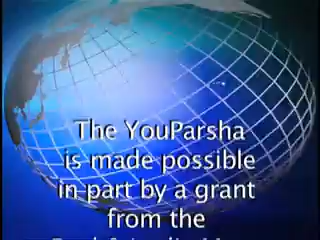 The YouParsha
is made possible
in part by a grant
from the